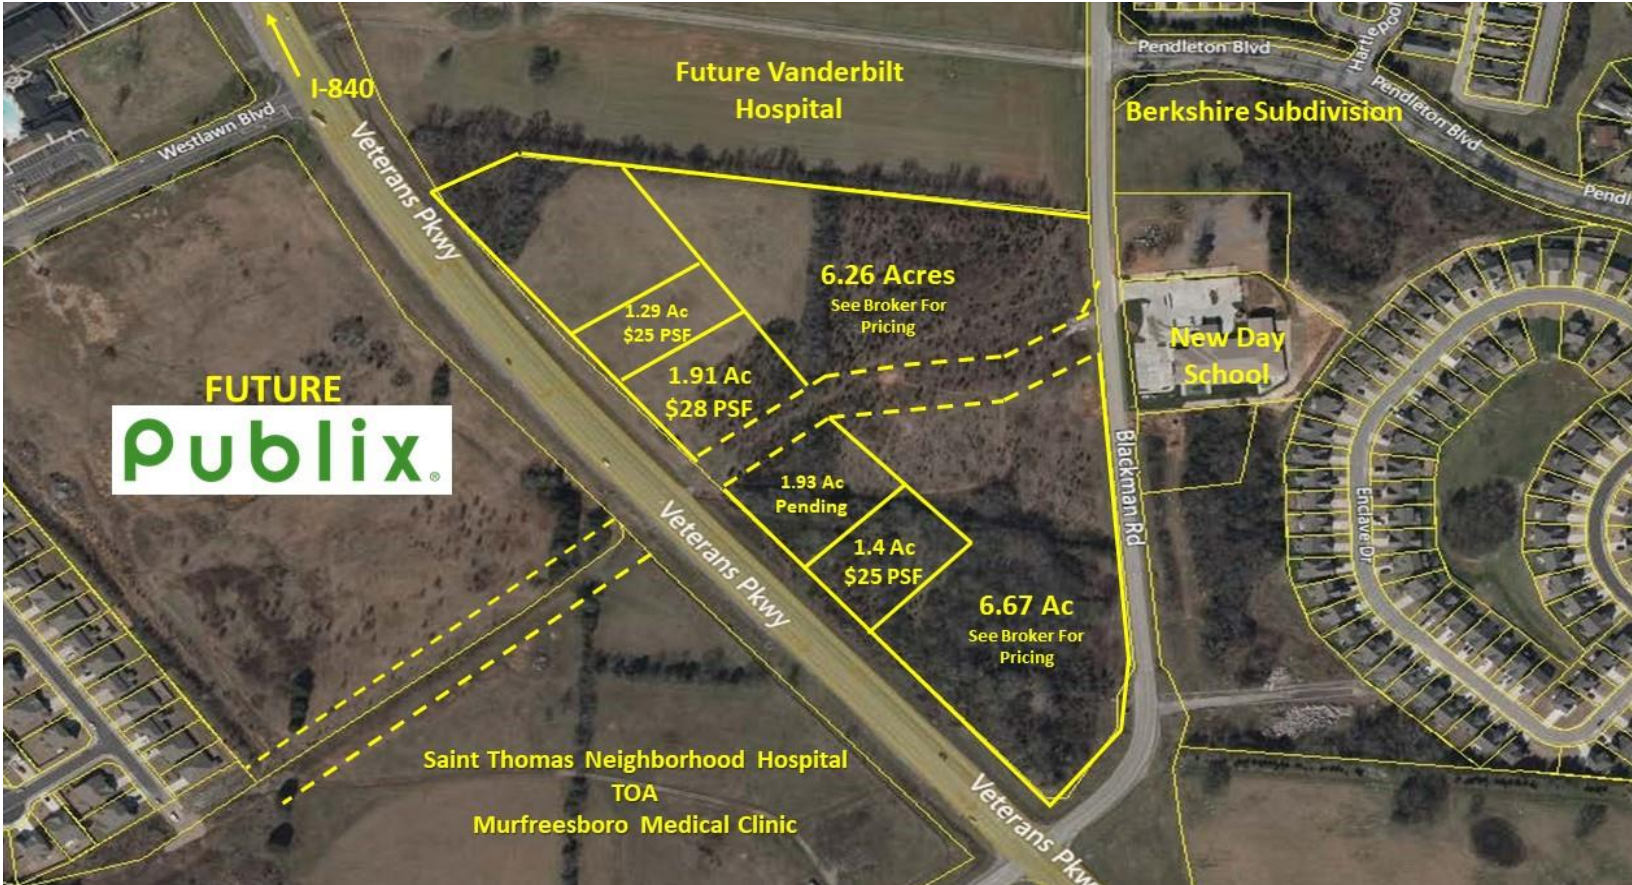 I-840
Westlawn Blvd
Veterans Pkwy
Future Vanderbilt
Hospital
Pendleton Blvd
Hartlepool
Pendleton Blvd
Berkshire Subdivision
Pendl
6.26 Acres
See Broker For
Pricing
1.29 Ac
$25 PSF
New Day
School
1.91 Ac
$28 PSF
FUTURE
Publix®
Blackman Rd
Enclave Dr
1.93 Ac
Pending
Veterans Pkwy
1.4 Ac
$25 PSF
6.67 Ac
See Broker For
Pricing
Saint Thomas Neighborhood Hospital
TOA
Murfreesboro Medical Clinic
Veterans Pkw